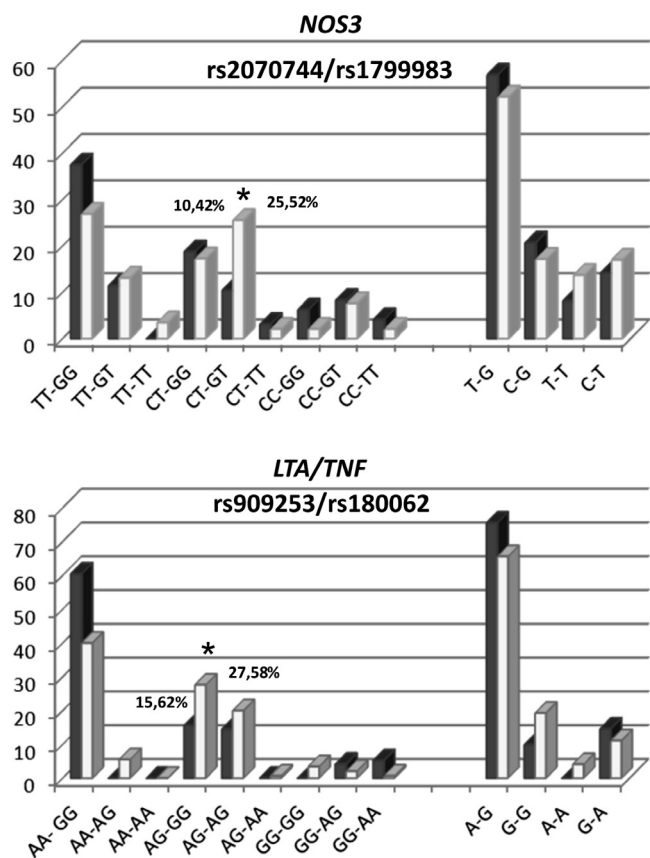 NOS3
rs2070744/rs1799983
60
50
40
30
20
10
0
10,42% * 25,52%
TT-GG TT-GT TT-TT CT-GG CT-GT CT-TT CC-GG CC-GT CC-TT T-G C-G T-T C-T
LTA/TNF
rs909253/rs180062
80
70
60
50
40
30
20
10
0
*
15,62% 27,58%
AA- GG AA-AG AA-AA AG-GG AG-AG AG-AA GG-GG GG-AG GG-AA A-G G-G A-A G-A